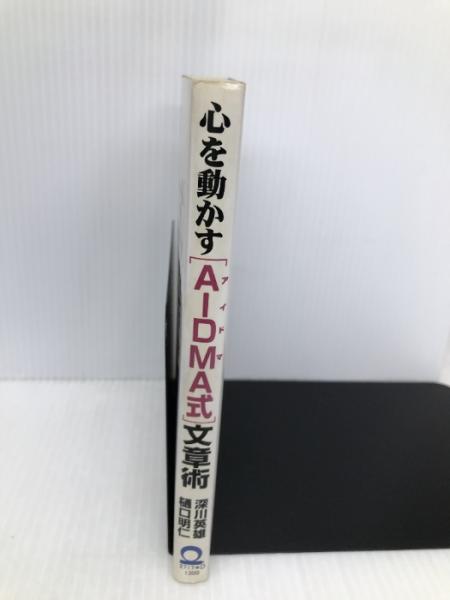 心を動かす
[AIDMA式]
アイドマ
文章術
深川英雄
樋口明仁